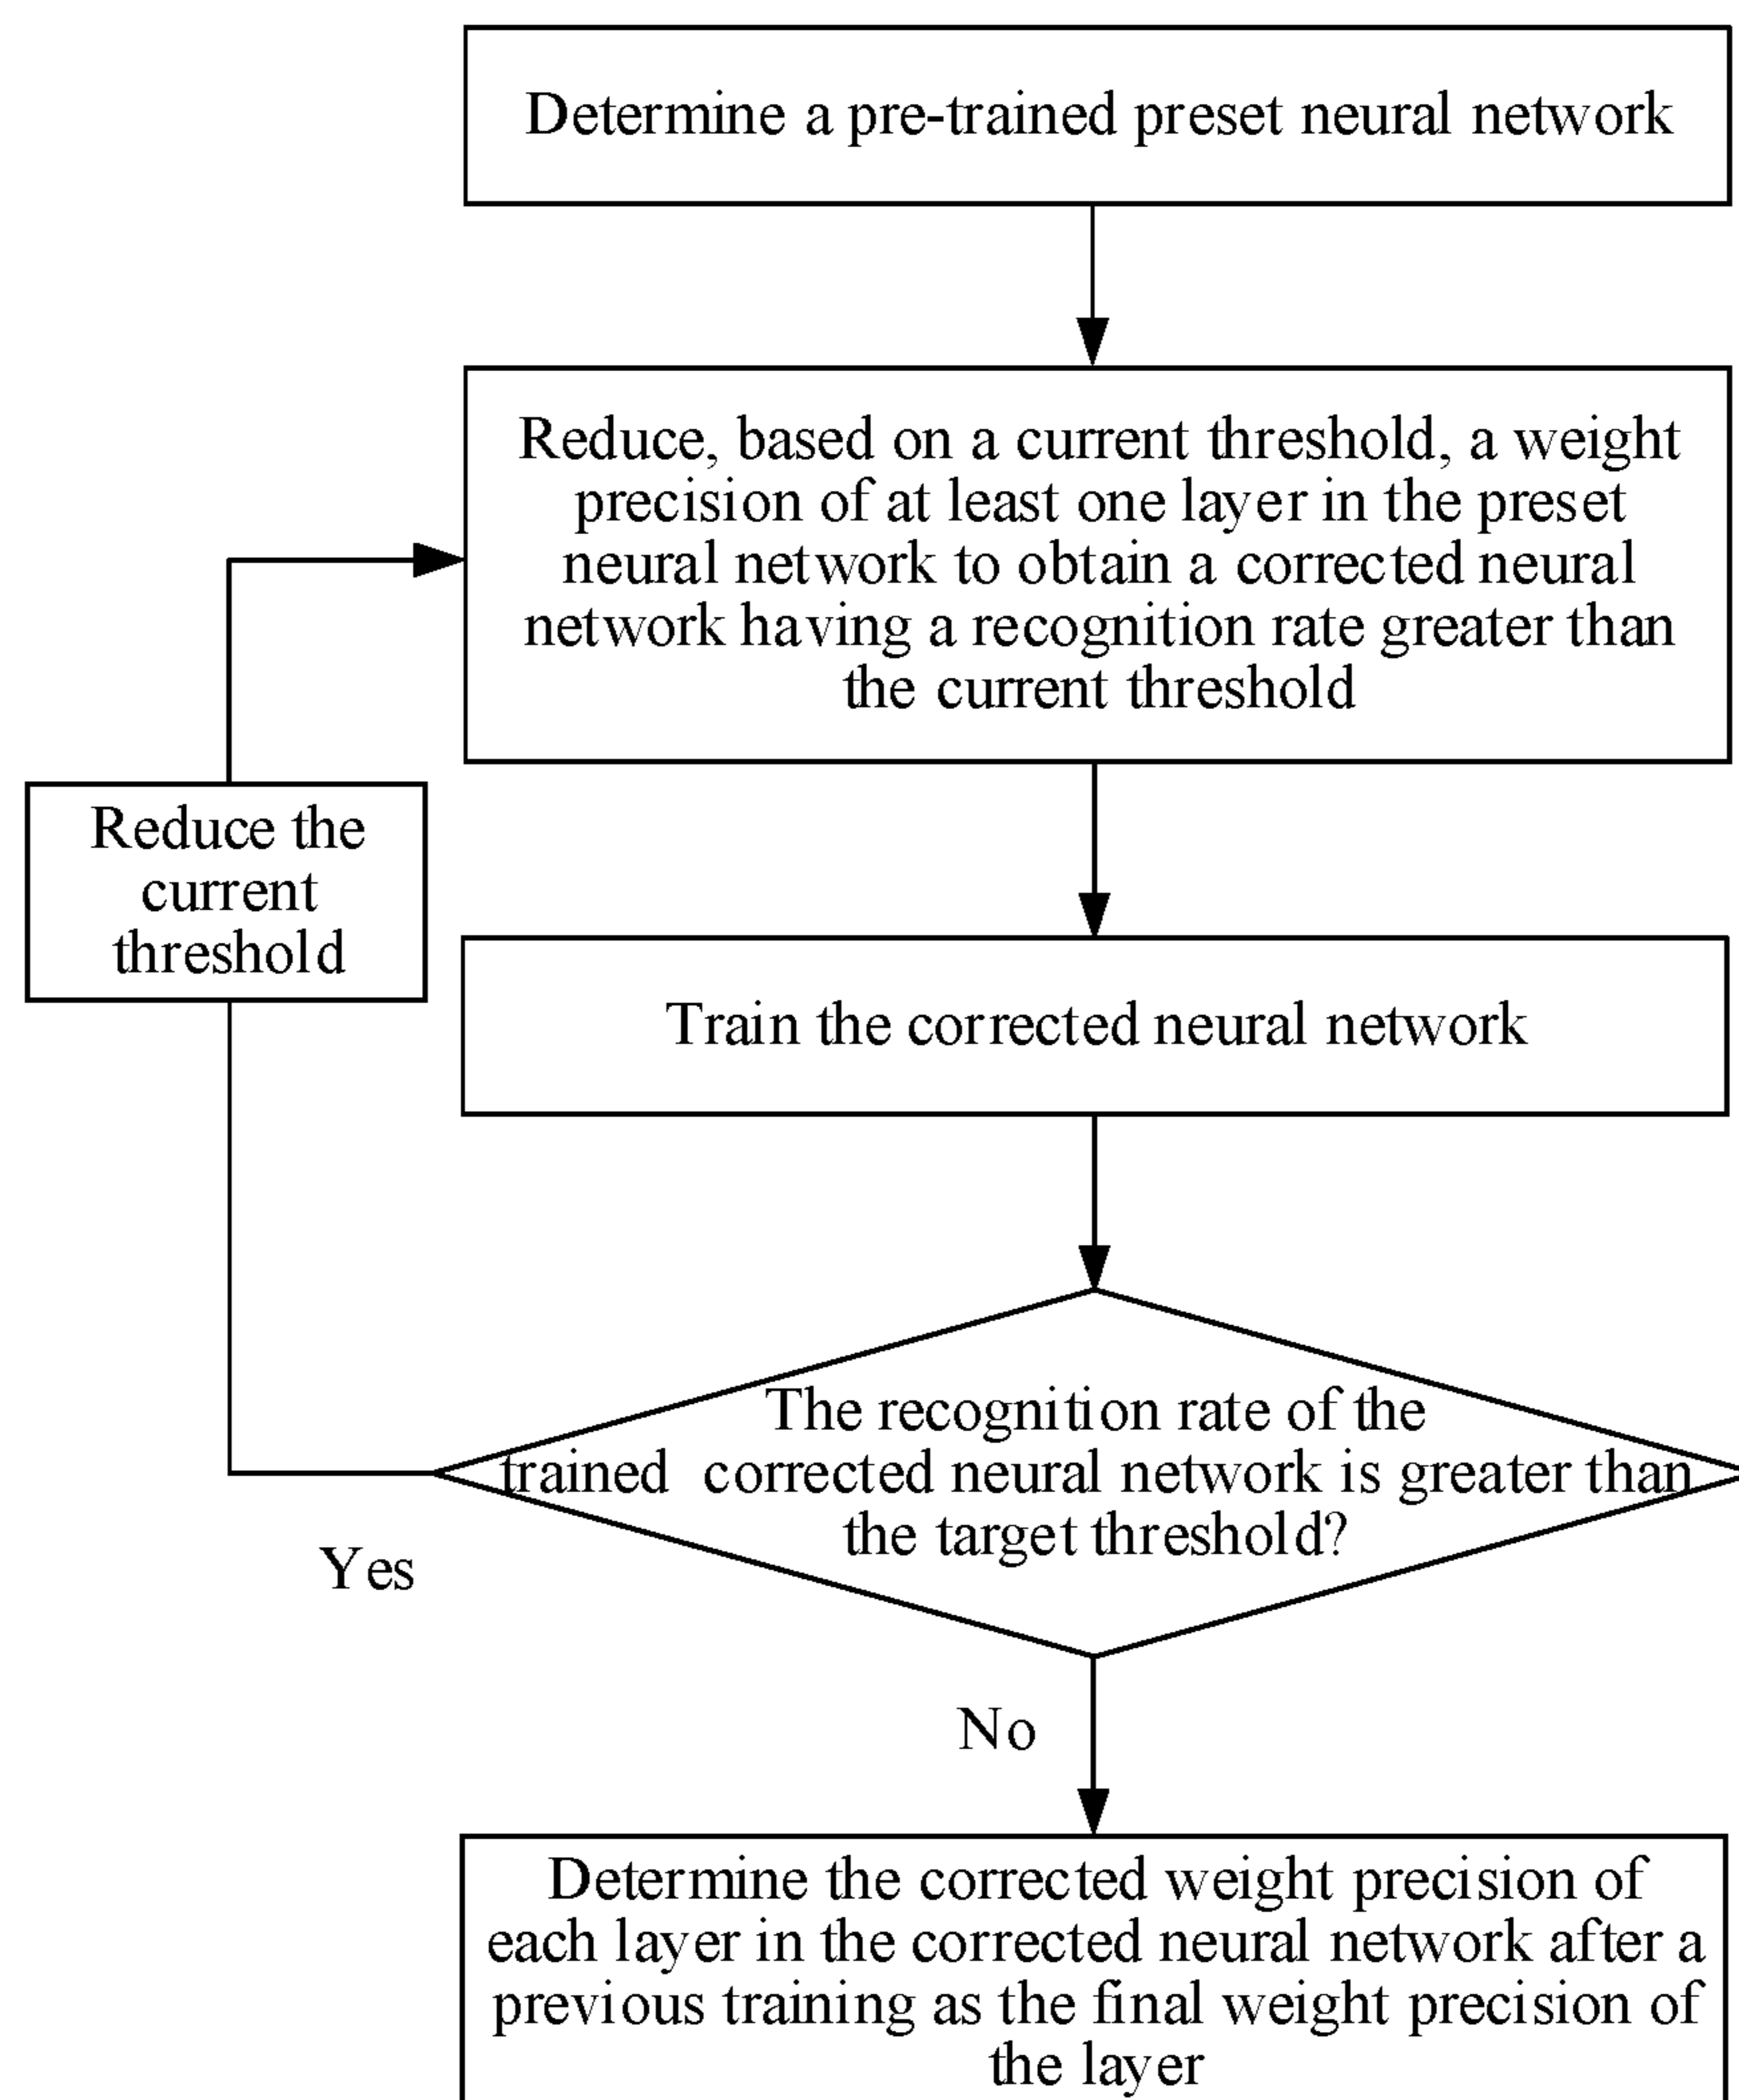 Determine a pre-trained preset neural network
Reduce, based on a current threshold, a weight
precision of at least one layer in the preset
neural network to obtain a corrected neural
network having a recognition rate greater than
the current threshold
Reduce the
current
threshold
Train the corrected neural network
The recognition rate of the
trained corrected neural network is greater than
the target threshold?
Yes
No
Determine the corrected weight precision of
each layer in the corrected neural network after a
previous training as the final weight precision of
the layer